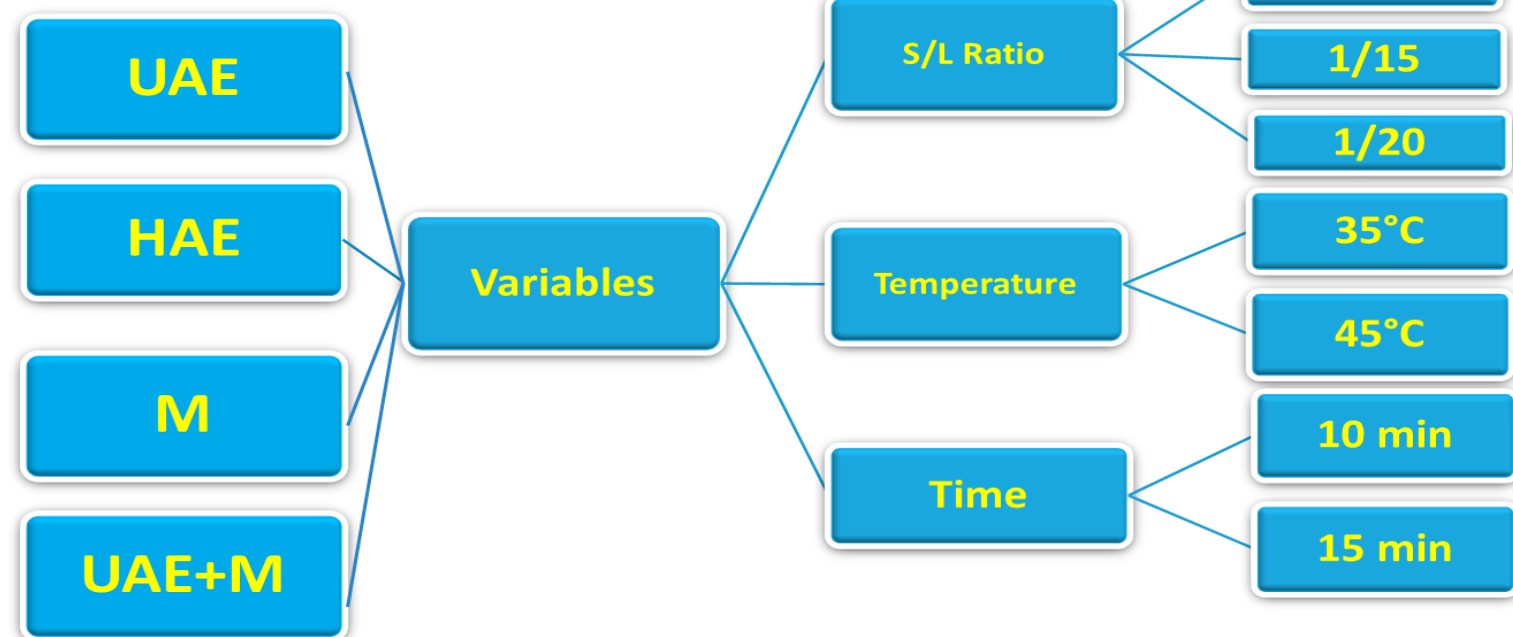 UAE
HAE
M
UAE+M
Variables
S/L Ratio
1/15
1/20
Temperature
35°C
45°C
Time
10 min
15 min